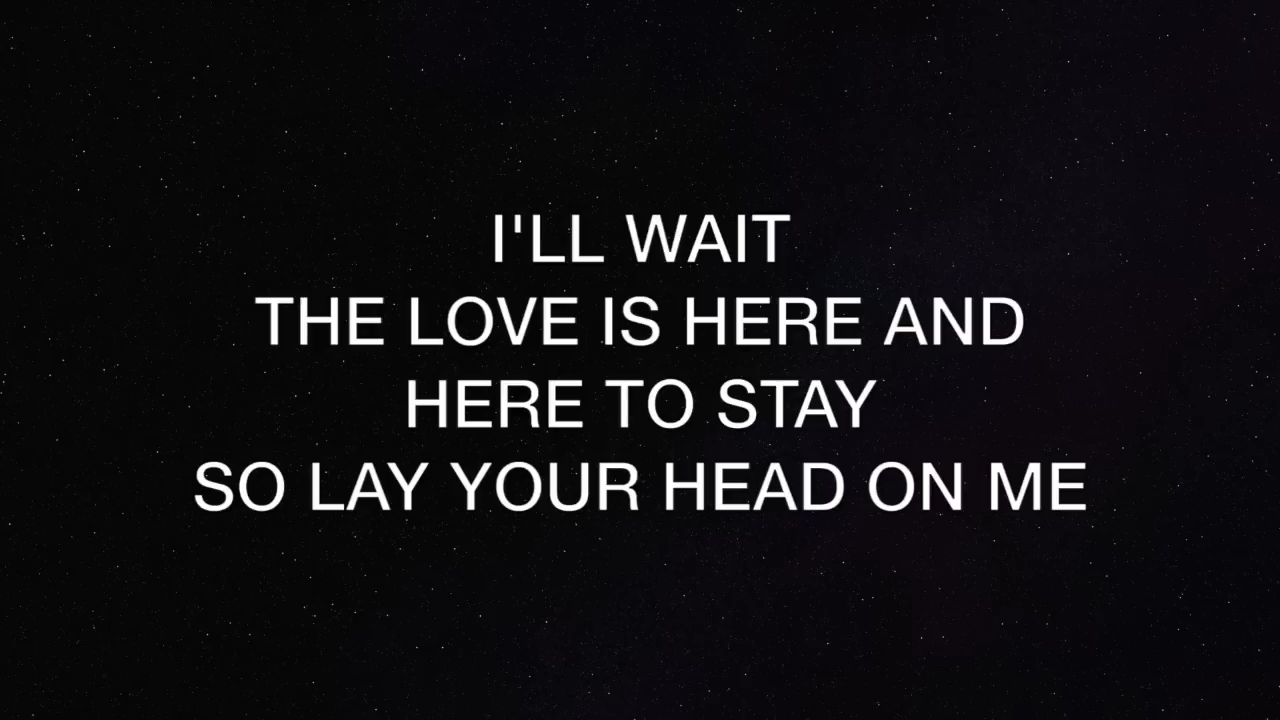 I'LL WAIT
THE LOVE IS HERE AND
HERE TO STAY
SO LAY YOUR HEAD ON ME